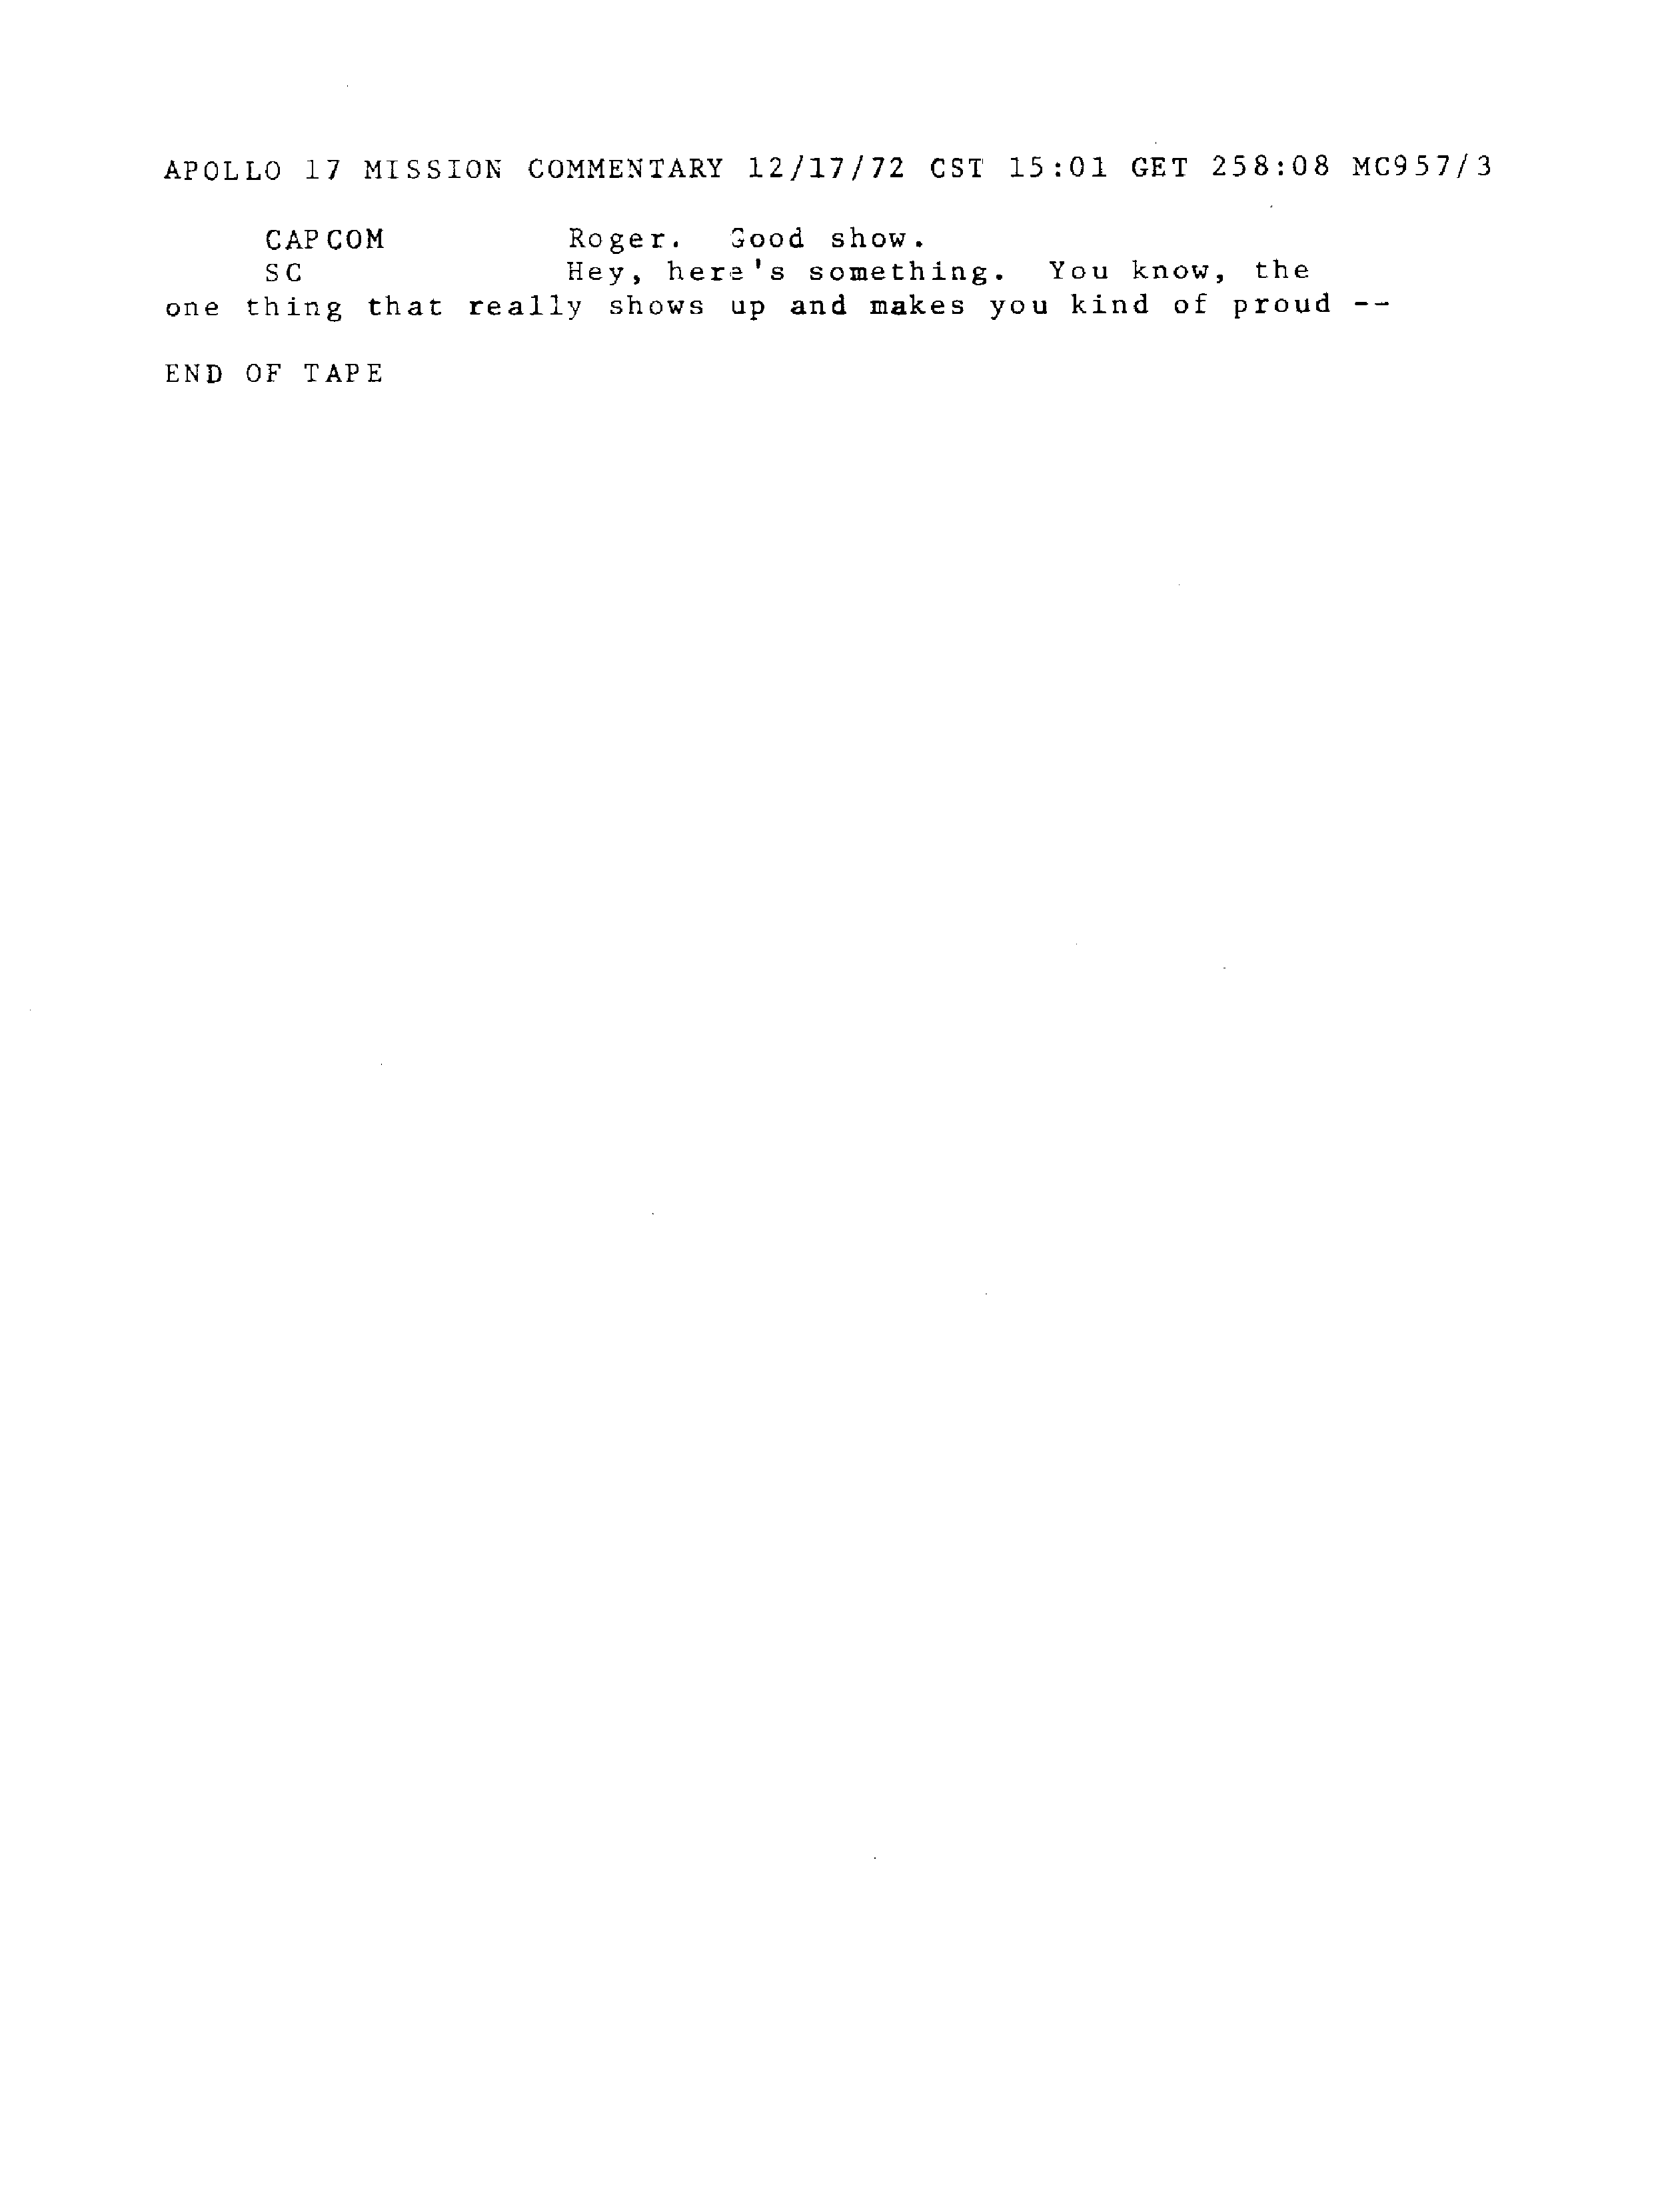 APOLLO 17 MISSION COMMENTARY 12/17/72 CST 15:01 GET 258:08 MC957/3
CAPCOM Roger. Good show.
SC Hey, here's something. You know, the
one thing that really shows up and makes you kind of proud --
END OF TAPE